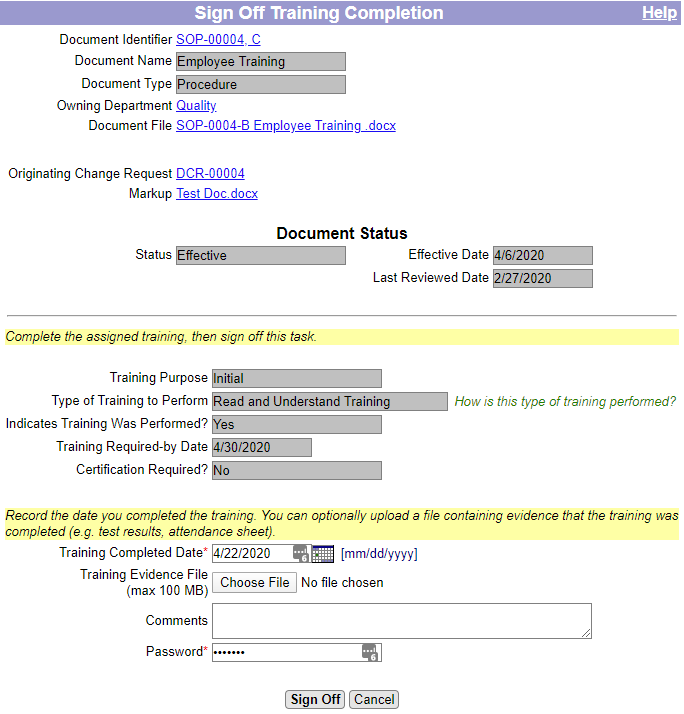 Sign Off Training Completion Help
Document Identifier SOP-00004, C
Document Name Employee Training
Document Type Procedure
Owning Department Quality
Document File SOP-0004-B Employee Training .docx
Originating Change Request DCR-00004
Markup Test Doc.docx
Document Status
Status Effective Effective Date 4/6/2020
Last Reviewed Date 2/27/2020
Complete the assigned training, then sign off this task.
Training Purpose Initial
Type of Training to Perform Read and Understand Training How is this type of training performed?
Indicates Training Was Performed? Yes
Training Required-by Date 4/30/2020
Certification Required? No
Record the date you completed the training. You can optionally upload a file containing evidence that the training was
completed (e.g. test results, attendance sheet).
Training Completed Date* 4/22/2020 6 [mm/dd/yyyy]
Training Evidence File
(max 100 MB) Choose File No file chosen
Comments
Password* ••••••• 6
Sign Off Cancel